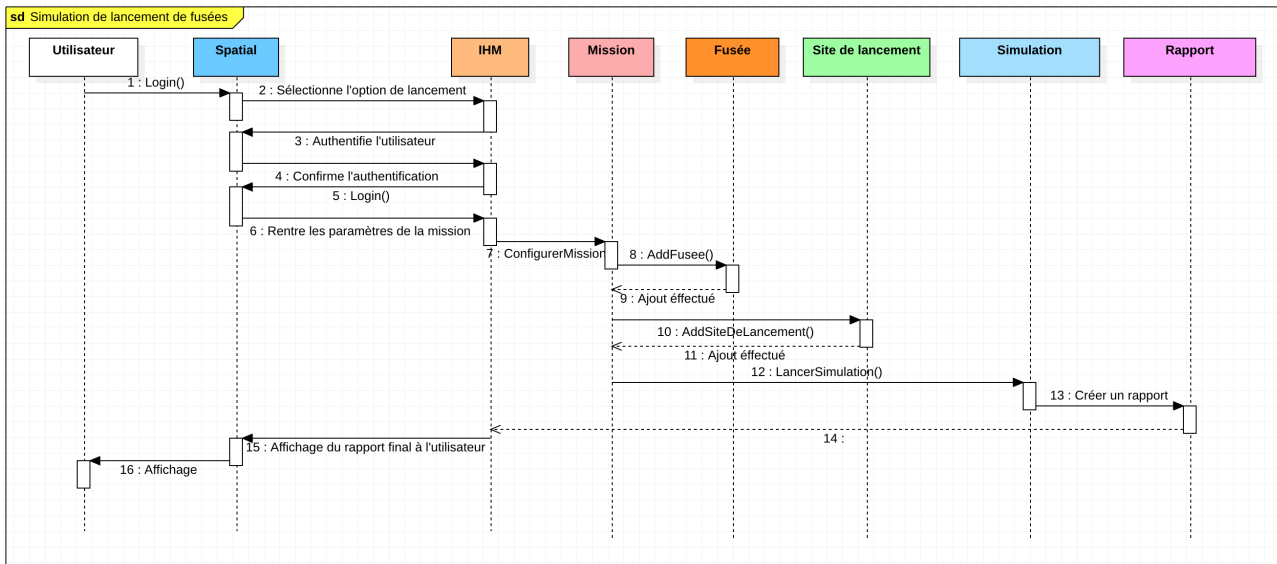 sd Simulation de lancement de fusées
Utilisateur
Spatial
IHM
Mission
Fusée
Site de lancement
Simulation
Rapport
1 : Login()
2 : Sélectionne l'option de lancement
3 : Authentifie l'utilisateur
4 : Confirme l'authentification
5 : Login()
6 : Rentre les paramètres de la mission
7 : ConfigurerMission
8 : AddFusee()
9 : Ajout éffectué
10 : AddSiteDeLancement()
11 : Ajout éffectué
12 : LancerSimulation()
13 : Créer un rapport
14 :
15 : Affichage du rapport final à l'utilisateur
16 : Affichage